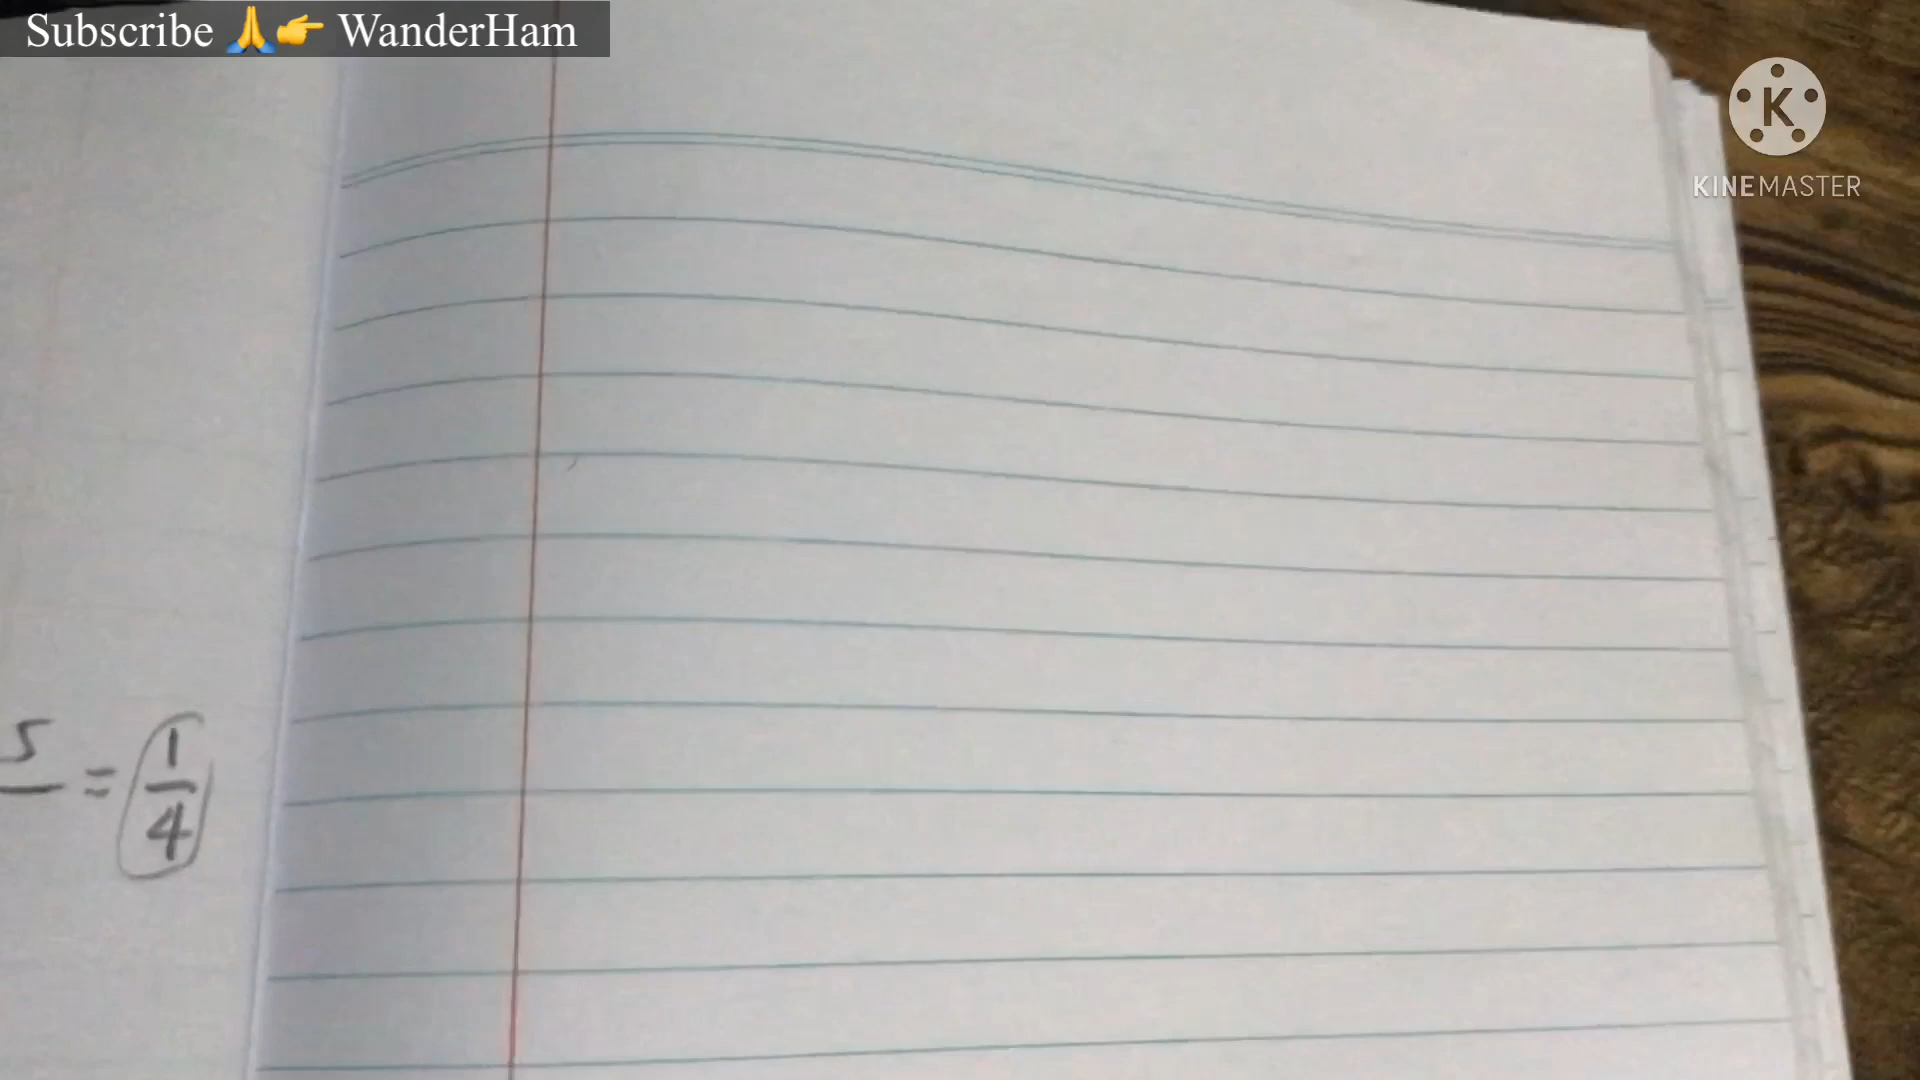 Subscribe 🙏👉 WanderHam
KINEMASTER
5/ = 1/4